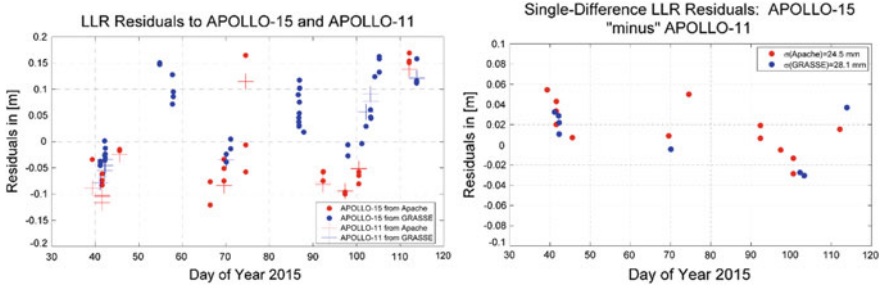 LLR Residuals to APOLLO-15 and APOLLO-11
Residuals in [m]
0.2
0.15
0.1
0.05
0
-0.05
-0.1
-0.15
-0.2
30 40 50 60 70 80 90 100 110 120
Day of Year 2015
APOLLO-15 from Apache
APOLLO-15 from GRASSE
APOLLO-11 from Apache
APOLLO-11 from GRASSE
Single-Difference LLR Residuals: APOLLO-15
"minus" APOLLO-11
Residuals in [m]
0.1
0.08
0.06
0.04
0.02
0
-0.02
-0.04
-0.06
-0.08
-0.1
30 40 50 60 70 80 90 100 110 120
Day of Year 2015
σ(Apache)=24.5 mm
σ(GRASSE)=28.1 mm